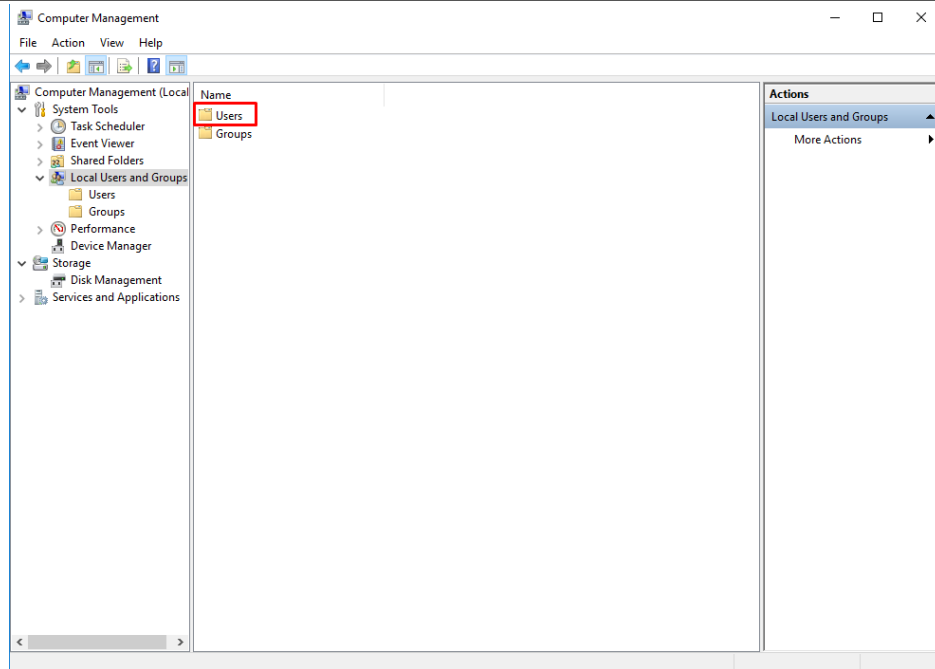 Computer Management
File Action View Help
Computer Management (Local
System Tools
Task Scheduler
Event Viewer
Shared Folders
Local Users and Groups
Users
Groups
Performance
Device Manager
Storage
Disk Management
Services and Applications
Name
Users
Groups
Actions
Local Users and Groups
More Actions